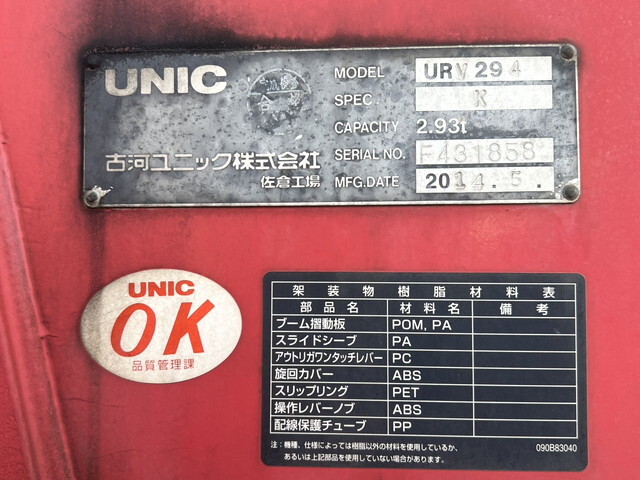 UNIC
MODEL URV294
SPEC. K
CAPACITY 2.93t
古河ユニック株式会社
佐倉工場
SERIAL NO. F431858
MFG.DATE 2014.5.
UNIC
OK
品質管理課
架装物樹脂材料表
部品名 材料名 備考
ブーム摺動板 POM, PA
スライドシーブ PA
アウトリガワンタッチレバー PC
旋回カバー ABS
スリップリング PET
操作レバーノブ ABS
配線保護チューブ PP
注：機種、仕様によっては樹脂以外の材料を使用しているか、
あるいは上記部品を使用していない場合があります。
090B83040